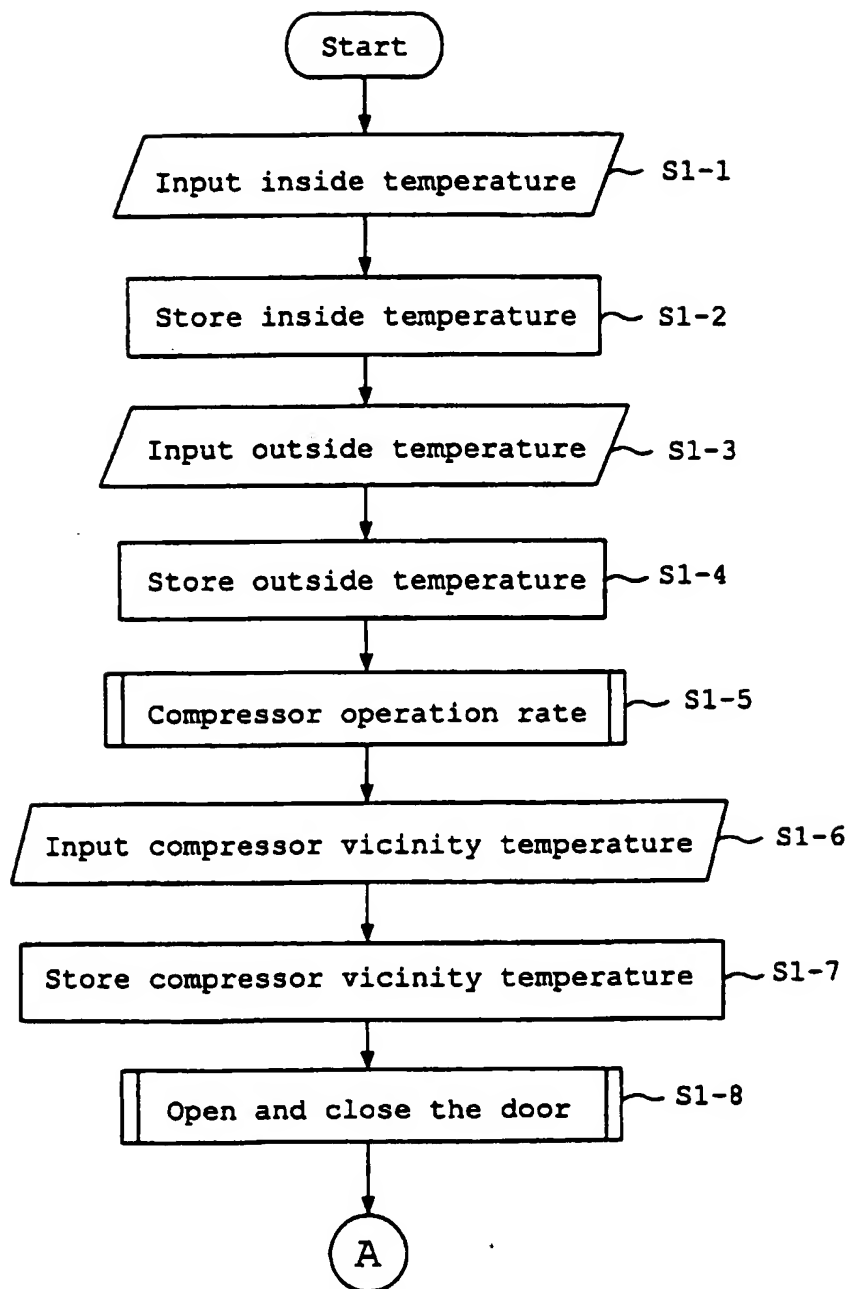 Start
Input inside temperature S1-1
Store inside temperature S1-2
Input outside temperature S1-3
Store outside temperature S1-4
Compressor operation rate S1-5
Input compressor vicinity temperature S1-6
Store compressor vicinity temperature S1-7
Open and close the door S1-8
A